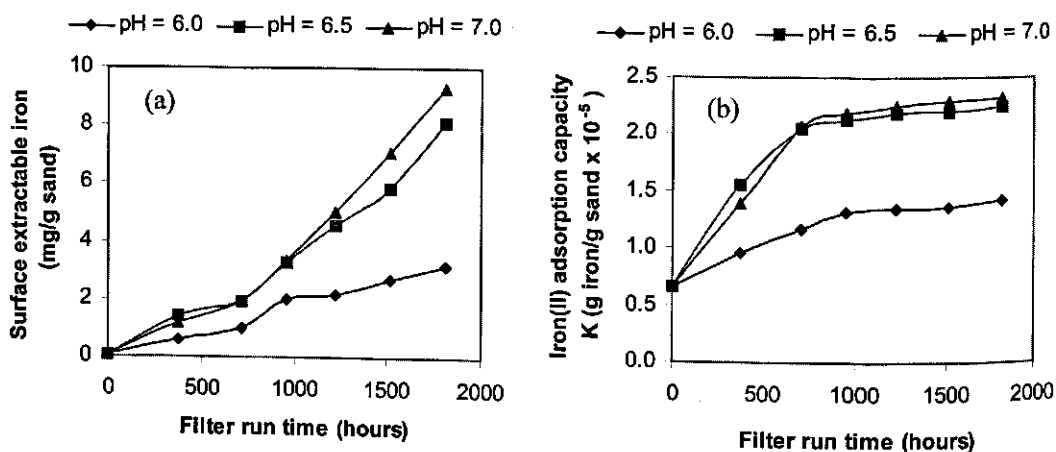 pH = 6.0 pH = 6.5 pH = 7.0
(a)
Surface extractable iron
(mg/g sand)
10
8
6
4
2
0
0 500 1000 1500 2000
Filter run time (hours)
pH = 6.0 pH = 6.5 pH = 7.0
(b)
Iron(II) adsorption capacity
K (g iron/g sand x 10⁻⁵)
2.5
2.0
1.5
1.0
0.5
0.0
0 500 1000 1500 2000
Filter run time (hours)